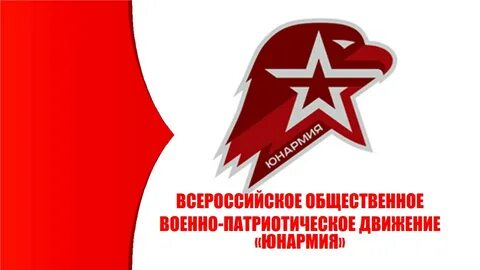 ЮНАРМИЯ
ВСЕРОССИЙСКОЕ ОБЩЕСТВЕННОЕ
ВОЕННО-ПАТРИОТИЧЕСКОЕ ДВИЖЕНИЕ
«ЮНАРМИЯ»